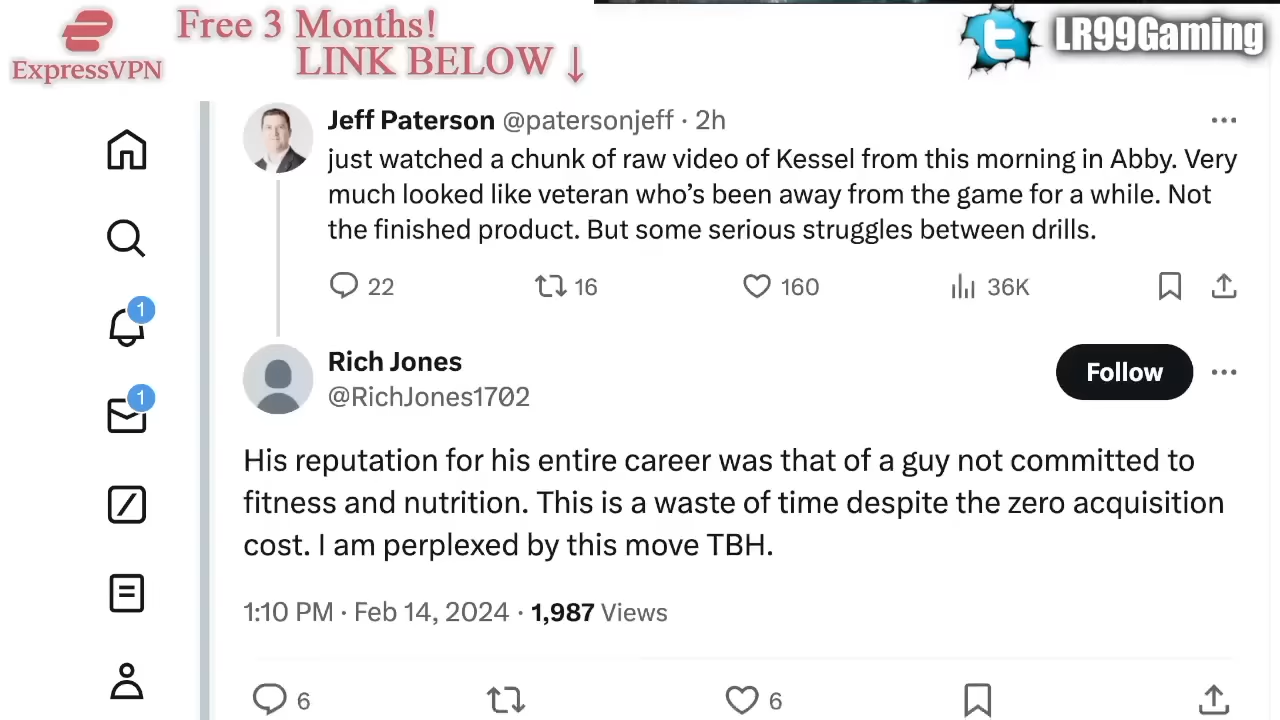 Free 3 Months!
LINK BELOW ↓
ExpressVPN
LR99Gaming
Jeff Paterson @patersonjeff · 2h
just watched a chunk of raw video of Kessel from this morning in Abby. Very
much looked like veteran who's been away from the game for a while. Not
the finished product. But some serious struggles between drills.
22 16 160 36K
1
1
Rich Jones
@RichJones1702
Follow
His reputation for his entire career was that of a guy not committed to
fitness and nutrition. This is a waste of time despite the zero acquisition
cost. I am perplexed by this move TBH.
1:10 PM · Feb 14, 2024 · 1,987 Views
6 6